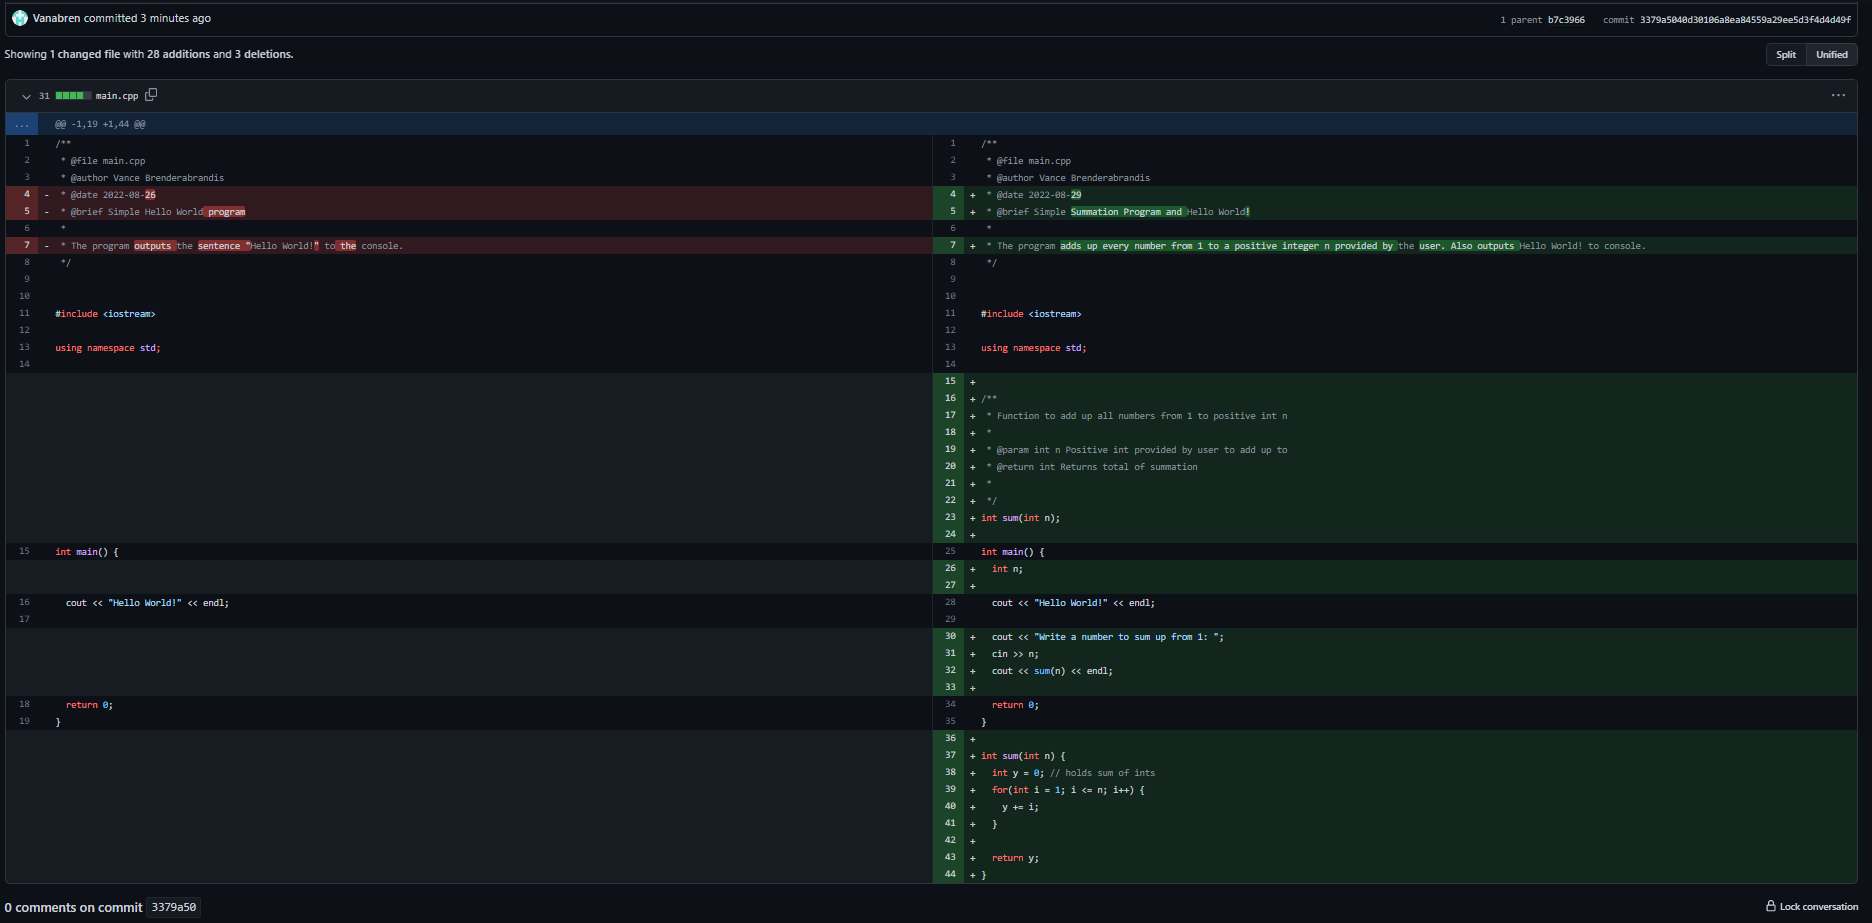 Vanabren committed 3 minutes ago
1 parent b7c3966 commit 3379a5040d30106a8ea84559a29ee5d3f4d4d49f
Showing 1 changed file with 28 additions and 3 deletions.
Split Unified
31 main.cpp
...
@@ -1,19 +1,44 @@
1 /**
2  * @file main.cpp
3  * @author Vance Brenderabrandis
4 -  * @date 2022-08-26
5 -  * @brief Simple Hello World program
6  *
7 -  * The program outputs the sentence "Hello World!" to the console.
8  */
9
10
11 #include <iostream>
12
13 using namespace std;
14
15 int main() {
16   cout << "Hello World!" << endl;
17
18   return 0;
19 }
1 /**
2  * @file main.cpp
3  * @author Vance Brenderabrandis
4 +  * @date 2022-08-29
5 +  * @brief Simple Summation Program and Hello World!
6  *
7 +  * The program adds up every number from 1 to a positive integer n provided by the user. Also outputs Hello World! to console.
8  */
9
10
11 #include <iostream>
12
13 using namespace std;
14
15 +
16 + /**
17 +  * Function to add up all numbers from 1 to positive int n
18 +  *
19 +  * @param int n Positive int provided by user to add up to
20 +  * @return int Returns total of summation
21 +  *
22 +  */
23 + int sum(int n);
24 +
25 int main() {
26 +   int n;
27 +
28   cout << "Hello World!" << endl;
29
30 +   cout << "Write a number to sum up from 1: ";
31 +   cin >> n;
32 +   cout << sum(n) << endl;
33 +
34   return 0;
35 }
36 +
37 + int sum(int n) {
38 +   int y = 0; // holds sum of ints
39 +   for(int i = 1; i <= n; i++) {
40 +     y += i;
41 +   }
42 +
43 +   return y;
44 + }
0 comments on commit 3379a50
Lock conversation